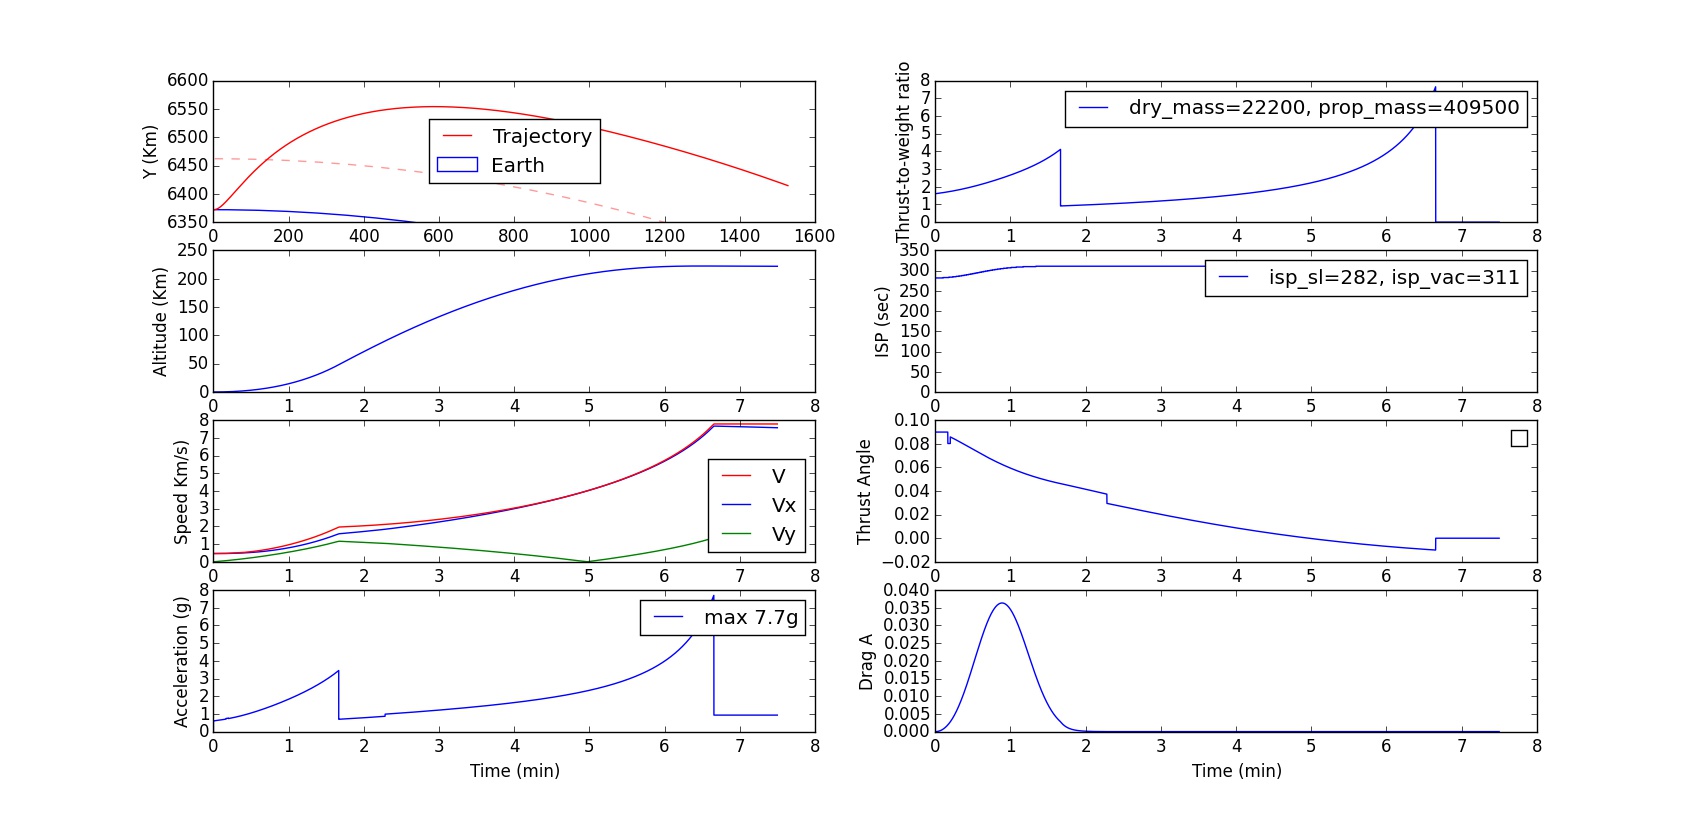 Y (Km)
6600
6550
6500
6450
6400
6350
0 200 400 600 800 1000 1200 1400 1600
Trajectory
Earth
Thrust-to-weight ratio
8
7
6
5
4
3
2
1
0
0 1 2 3 4 5 6 7 8
dry_mass=22200, prop_mass=409500
Altitude (Km)
250
200
150
100
50
0
0 1 2 3 4 5 6 7 8
ISP (sec)
350
300
250
200
150
100
50
0
0 1 2 3 4 5 6 7 8
isp_sl=282, isp_vac=311
Speed Km/s)
8
7
6
5
4
3
2
1
0
0 1 2 3 4 5 6 7 8
V
Vx
Vy
Thrust Angle
0.10
0.08
0.06
0.04
0.02
0.00
−0.02
0 1 2 3 4 5 6 7 8
Acceleration (g)
8
7
6
5
4
3
2
1
0
0 1 2 3 4 5 6 7 8
max 7.7g
Time (min)
Drag A
0.040
0.035
0.030
0.025
0.020
0.015
0.010
0.005
0.000
0 1 2 3 4 5 6 7 8
Time (min)